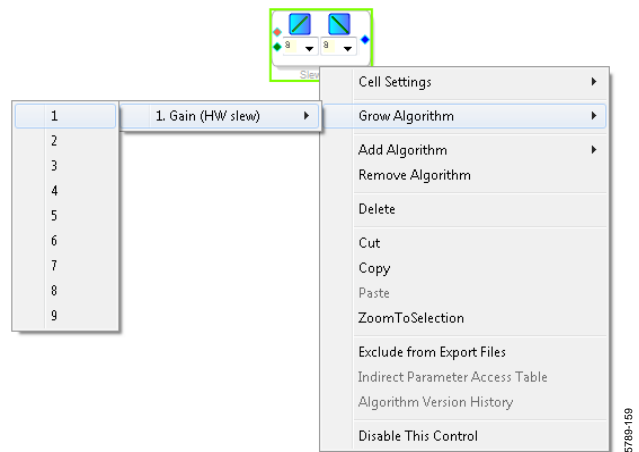 8 8
Slew
Cell Settings
1 1. Gain (HW slew) Grow Algorithm
2
Add Algorithm
3
Remove Algorithm
4
5
Delete
6
Cut
7
Copy
8
Paste
9
ZoomToSelection
Exclude from Export Files
Indirect Parameter Access Table
Algorithm Version History
Disable This Control
5789-159